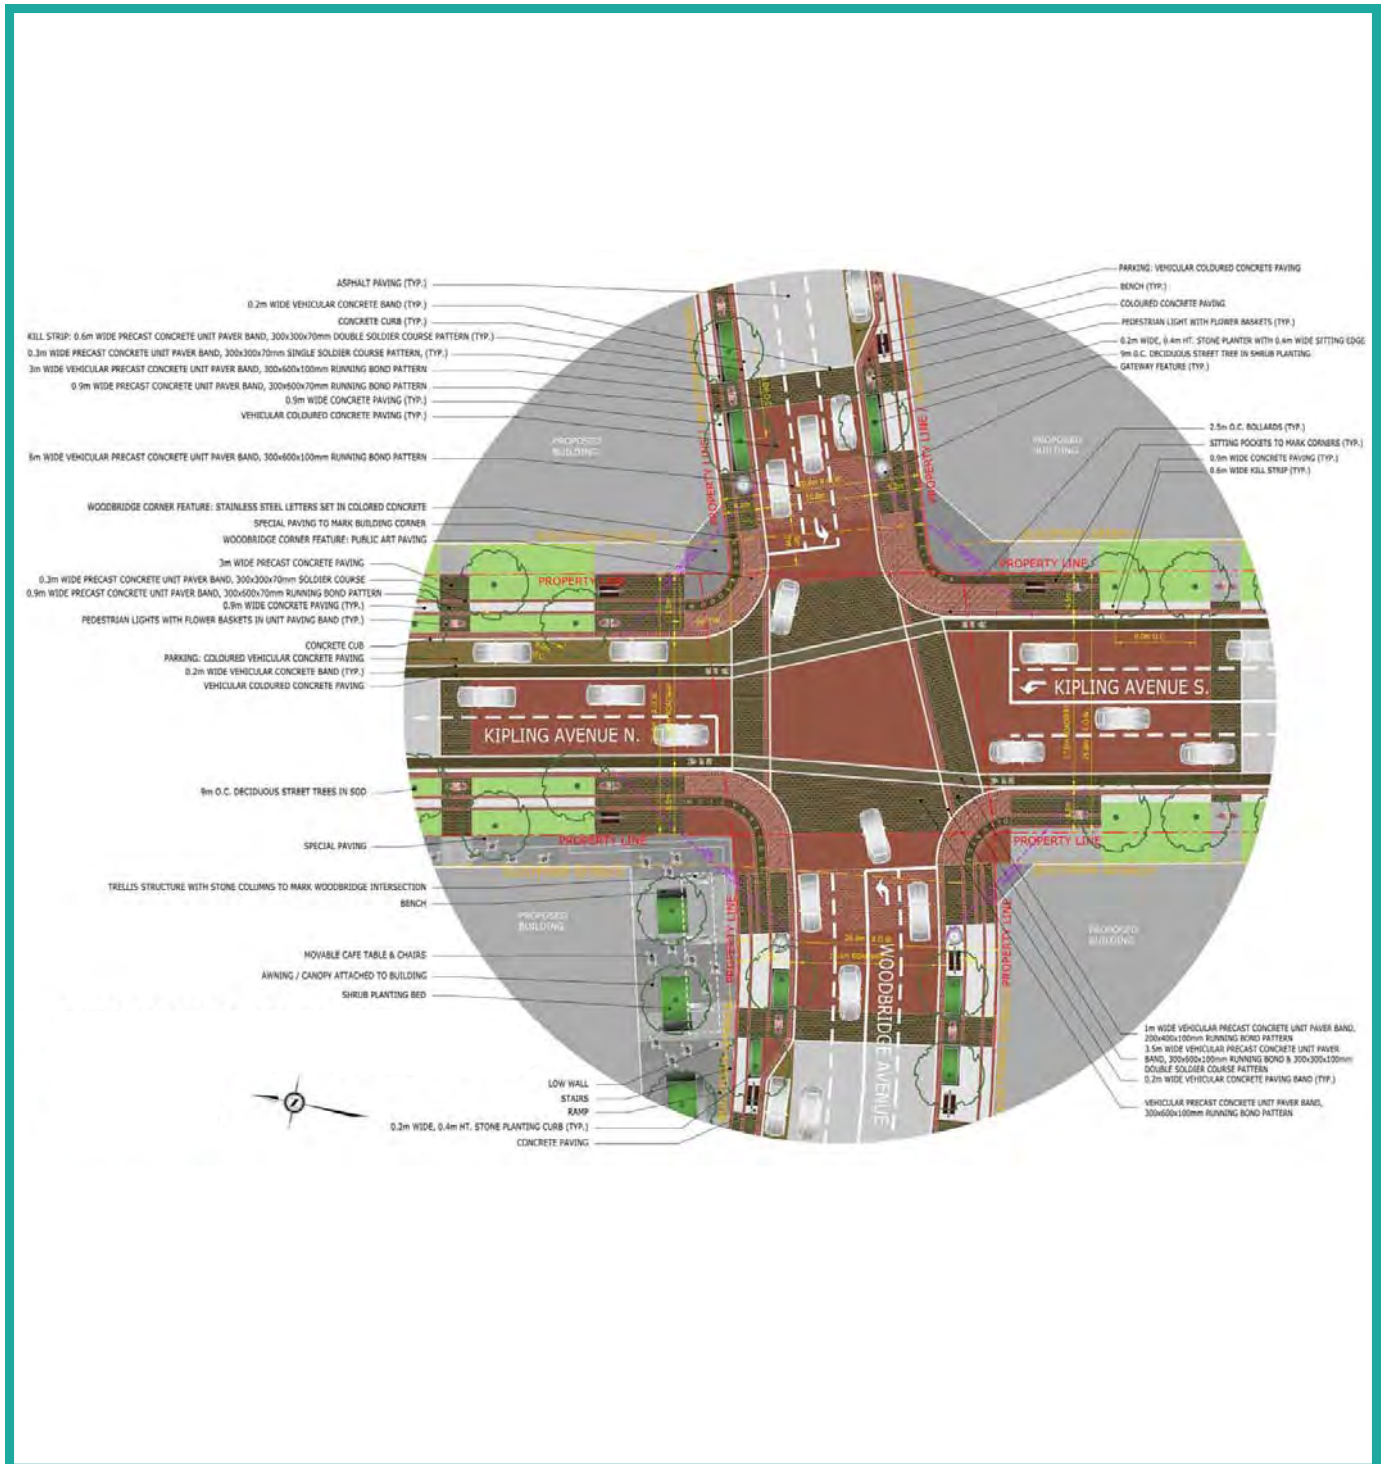 ASPHALT PAVING (TYP.)
0.2m WIDE VEHICULAR CONCRETE BAND (TYP.)
CONCRETE CURB (TYP.)
KILL STRIP: 0.6m WIDE PRECAST CONCRETE UNIT PAVER BAND, 300x300x70mm DOUBLE SOLDIER COURSE PATTERN (TYP.)
0.3m WIDE PRECAST CONCRETE UNIT PAVER BAND, 300x300x70mm SINGLE SOLDIER COURSE PATTERN, (TYP.)
3m WIDE VEHICULAR PRECAST CONCRETE UNIT PAVER BAND, 300x600x100mm RUNNING BOND PATTERN
0.9m WIDE PRECAST CONCRETE UNIT PAVER BAND, 300x600x70mm RUNNING BOND PATTERN
0.9m WIDE CONCRETE PAVING (TYP.)
VEHICULAR COLOURED CONCRETE PAVING (TYP.)
6m WIDE VEHICULAR PRECAST CONCRETE UNIT PAVER BAND, 300x600x100mm RUNNING BOND PATTERN
WOODBRIDGE CORNER FEATURE: STAINLESS STEEL LETTERS SET IN COLORED CONCRETE
SPECIAL PAVING TO MARK BUILDING CORNER
WOODBRIDGE CORNER FEATURE: PUBLIC ART PAVING
3m WIDE PRECAST CONCRETE PAVING
0.3m WIDE PRECAST CONCRETE UNIT PAVER BAND, 300x300x70mm SOLDIER COURSE
0.9m WIDE PRECAST CONCRETE UNIT PAVER BAND, 300x600x70mm RUNNING BOND PATTERN
0.9m WIDE CONCRETE PAVING (TYP.)
PEDESTRIAN LIGHTS WITH FLOWER BASKETS IN UNIT PAVING BAND (TYP.)
CONCRETE CUB
PARKING: COLOURED VEHICULAR CONCRETE PAVING
0.2m WIDE VEHICULAR CONCRETE BAND (TYP.)
VEHICULAR COLOURED CONCRETE PAVING
9m O.C. DECIDUOUS STREET TREES IN SOD
SPECIAL PAVING
TRELLIS STRUCTURE WITH STONE COLUMNS TO MARK WOODBRIDGE INTERSECTION
BENCH
MOVABLE CAFE TABLE & CHAIRS
AWNING / CANOPY ATTACHED TO BUILDING
SHRUB PLANTING BED
LOW WALL
STAIRS
RAMP
0.2m WIDE, 0.4m HT. STONE PLANTING CURB (TYP.)
CONCRETE PAVING
PARKING: VEHICULAR COLOURED CONCRETE PAVING
BENCH (TYP.)
COLOURED CONCRETE PAVING
PEDESTRIAN LIGHT WITH FLOWER BASKETS (TYP.)
0.2m WIDE, 0.4m HT. STONE PLANTER WITH 0.4m WIDE SITTING EDGE
9m O.C. DECIDUOUS STREET TREE IN SHRUB PLANTING
GATEWAY FEATURE (TYP.)
2.5m O.C. BOLLARDS (TYP.)
SITTING POCKETS TO MARK CORNERS (TYP.)
0.9m WIDE CONCRETE PAVING (TYP.)
0.6m WIDE KILL STRIP (TYP.)
1m WIDE VEHICULAR PRECAST CONCRETE UNIT PAVER BAND,
200x400x100mm RUNNING BOND PATTERN
3.5m WIDE VEHICULAR PRECAST CONCRETE UNIT PAVER
BAND, 300x600x100mm RUNNING BOND & 300x300x100mm
DOUBLE SOLDIER COURSE PATTERN
0.2m WIDE VEHICULAR CONCRETE PAVING BAND (TYP.)
VEHICULAR PRECAST CONCRETE UNIT PAVER BAND,
300x600x100mm RUNNING BOND PATTERN
PROPOSED
BUILDING
PROPOSED
BUILDING
PROPERTY LINE
PROPERTY LINE
PROPERTY LINE
PROPERTY LINE
KIPLING AVENUE S.
KIPLING AVENUE N.
PROPERTY LINE
PROPERTY LINE
PROPERTY LINE
PROPERTY LINE
PROPOSED
BUILDING
PROPOSED
BUILDING
WOODBRIDGE AVENUE